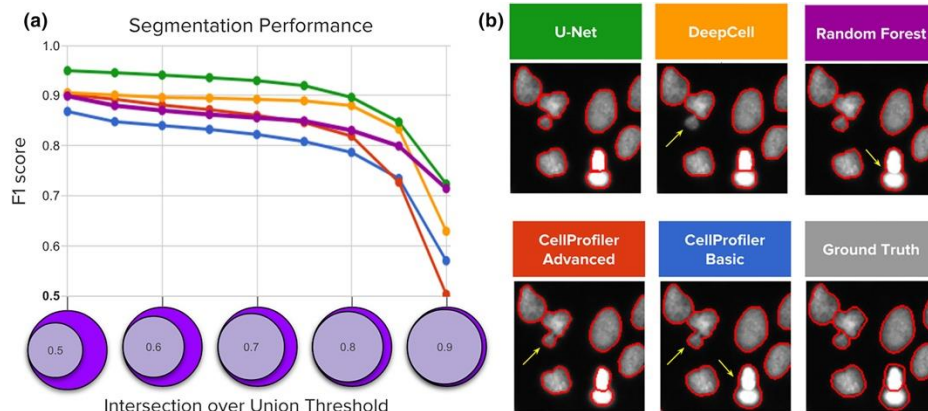 (a)
Segmentation Performance
F1 score
1.0
0.9
0.8
0.7
0.6
0.5
0.5
0.6
0.7
0.8
0.9
Intersection over Union Threshold
(b)
U-Net
DeepCell
Random Forest
CellProfiler
Advanced
CellProfiler
Basic
Ground Truth